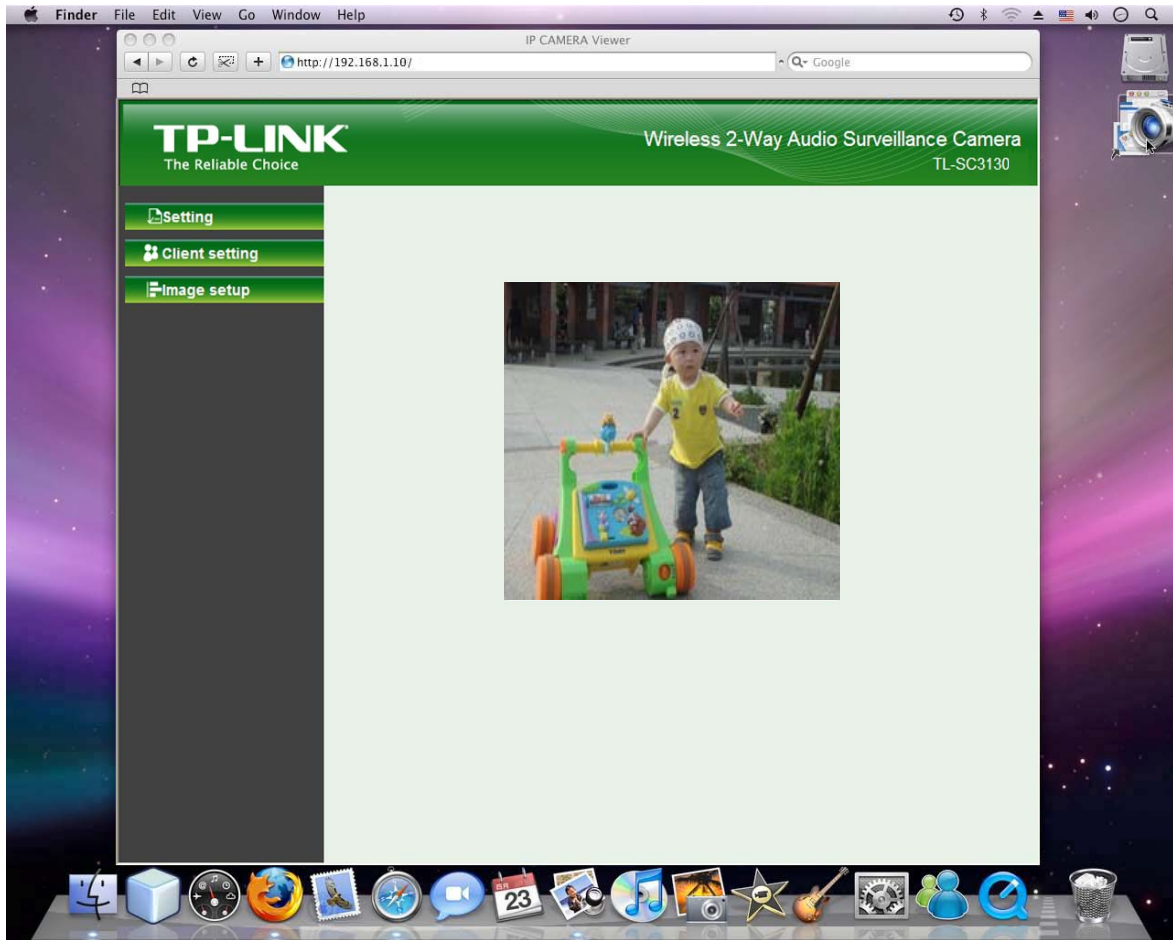 Finder File Edit View Go Window Help
IP CAMERA Viewer
http://192.168.1.10/
Google
TP-LINK
The Reliable Choice
Wireless 2-Way Audio Surveillance Camera
TL-SC3130
Setting
Client setting
Image setup
2
23